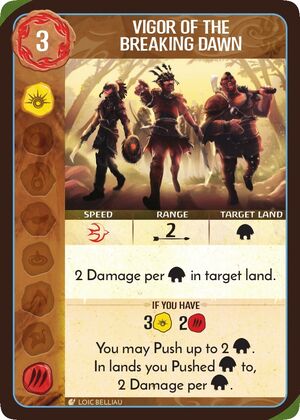 3
VIGOR OF THE
BREAKING DAWN
SPEED RANGE TARGET LAND
2
2 Damage per in target land.
IF YOU HAVE
3 2
You may Push up to 2 .
In lands you Pushed to,
2 Damage per .
LOIC BELLIAU